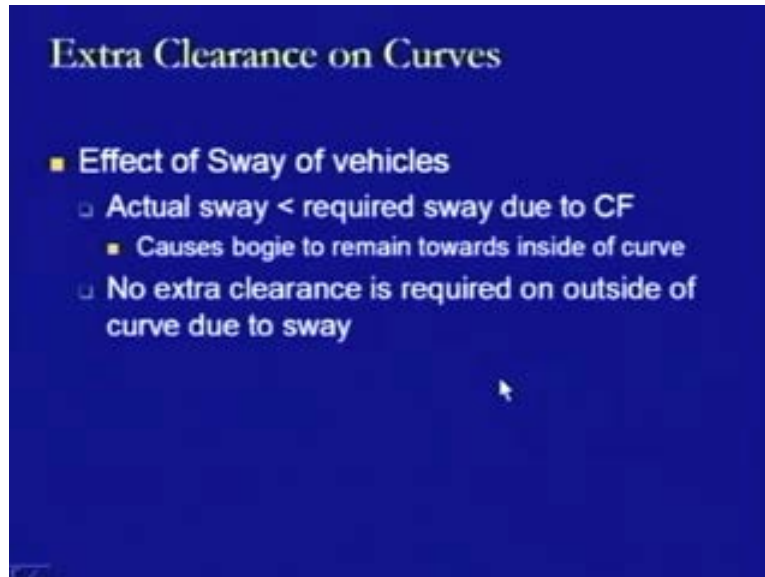 Extra Clearance on Curves
Effect of Sway of vehicles
Actual sway < required sway due to CF
Causes bogie to remain towards inside of curve
No extra clearance is required on outside of
curve due to sway